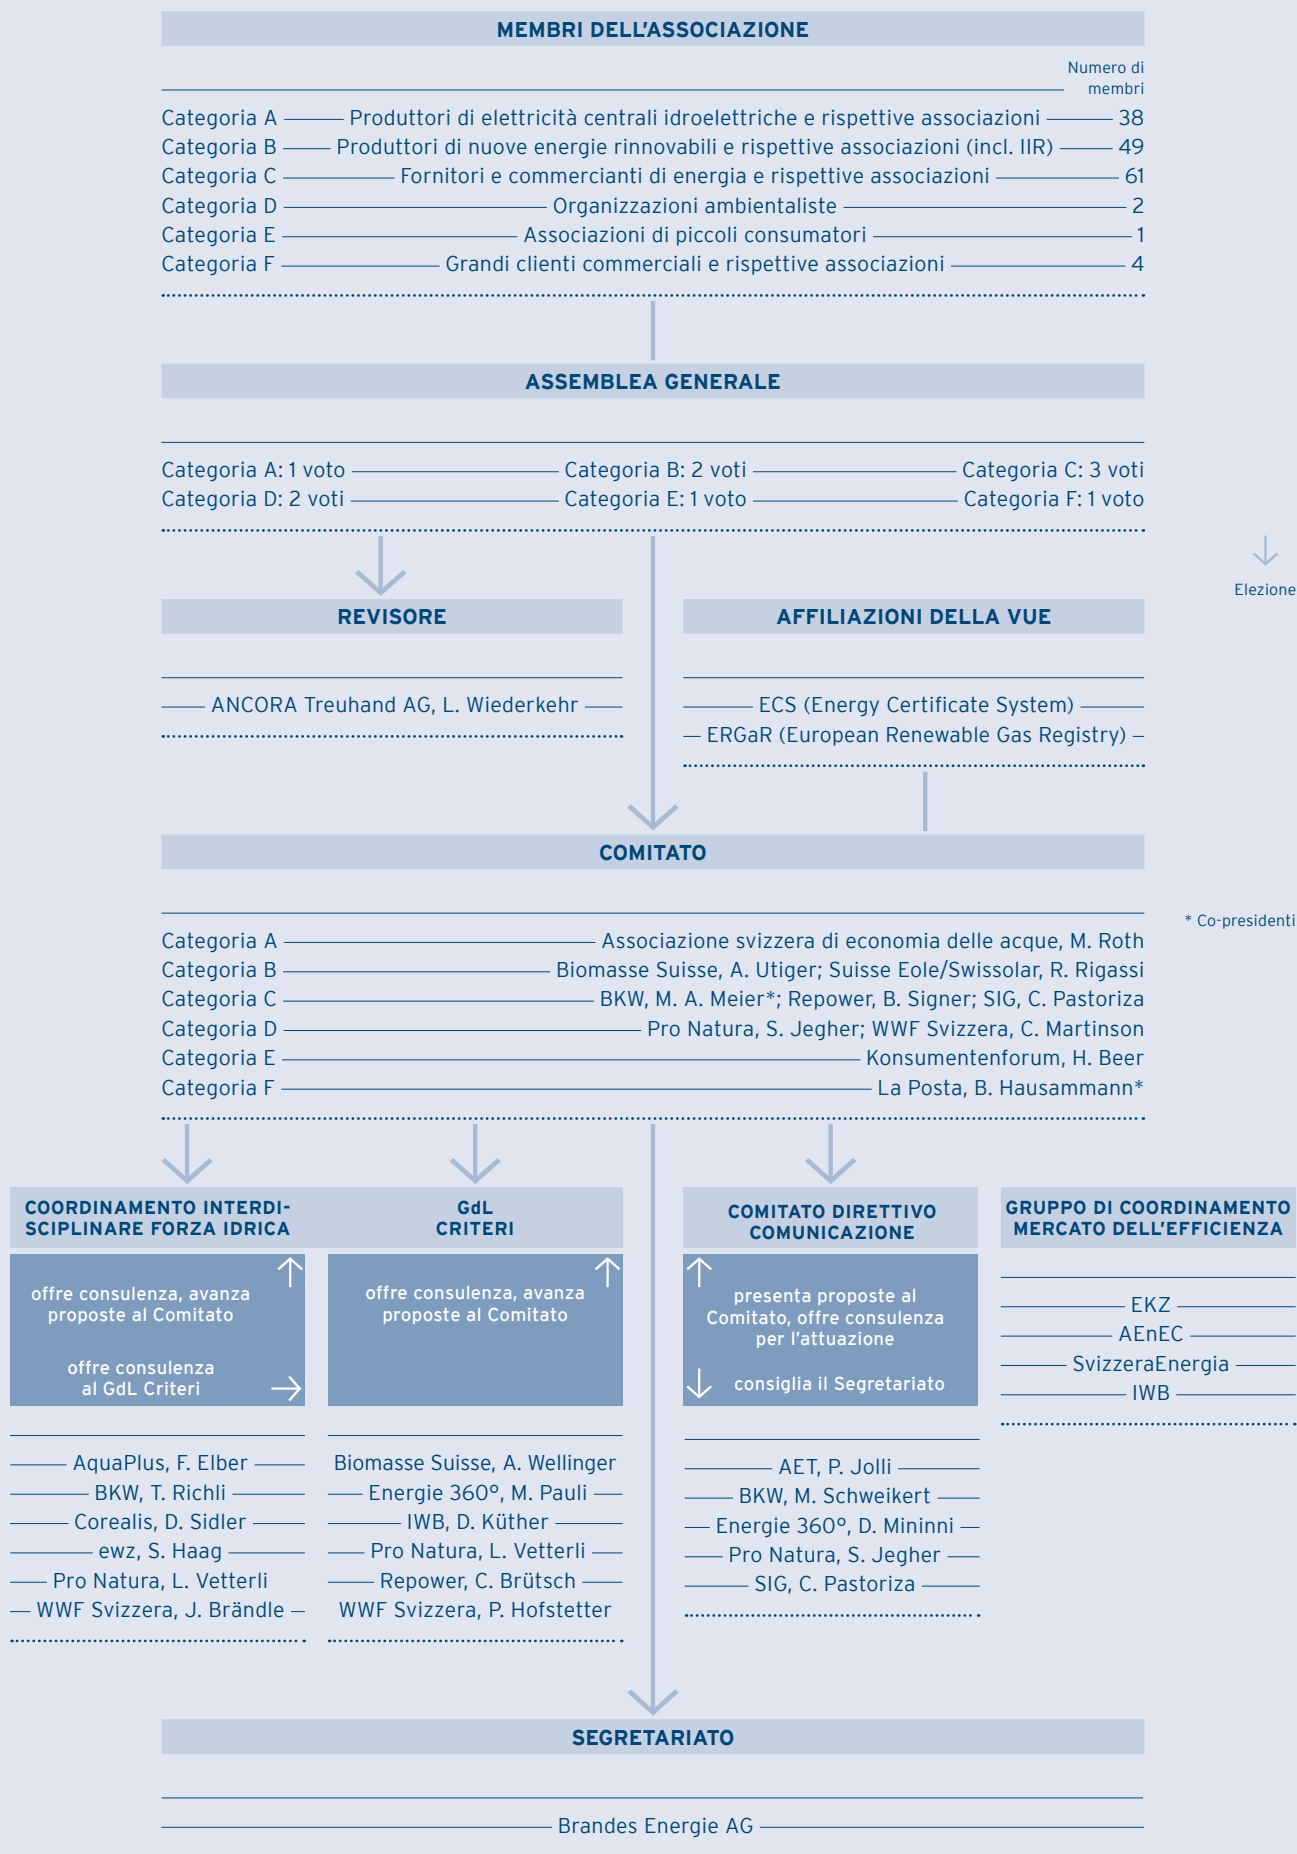 MEMBRI DELL'ASSOCIAZIONE
Numero di
membri
Categoria A Produttori di elettricità centrali idroelettriche e rispettive associazioni 38
Categoria B Produttori di nuove energie rinnovabili e rispettive associazioni (incl. IIR) 49
Categoria C Fornitori e commercianti di energia e rispettive associazioni 61
Categoria D Organizzazioni ambientaliste 2
Categoria E Associazioni di piccoli consumatori 1
Categoria F Grandi clienti commerciali e rispettive associazioni 4
ASSEMBLEA GENERALE
Categoria A: 1 voto Categoria B: 2 voti Categoria C: 3 voti
Categoria D: 2 voti Categoria E: 1 voto Categoria F: 1 voto
Elezione
REVISORE
ANCORA Treuhand AG, L. Wiederkehr
AFFILIAZIONI DELLA VUE
ECS (Energy Certificate System)
ERGaR (European Renewable Gas Registry)
COMITATO
* Co-presidenti
Categoria A Associazione svizzera di economia delle acque, M. Roth
Categoria B Biomasse Suisse, A. Utiger; Suisse Eole/Swissolar, R. Rigassi
Categoria C BKW, M. A. Meier*; Repower, B. Signer; SIG, C. Pastoriza
Categoria D Pro Natura, S. Jegher; WWF Svizzera, C. Martinson
Categoria E Konsumentenforum, H. Beer
Categoria F La Posta, B. Hausammann*
COORDINAMENTO INTERDI-
SCIPLINARE FORZA IDRICA
offre consulenza, avanza
proposte al Comitato
offre consulenza
al GdL Criteri
AquaPlus, F. Elber
BKW, T. Richli
Corealis, D. Sidler
ewz, S. Haag
Pro Natura, L. Vetterli
WWF Svizzera, J. Brändle
GdL
CRITERI
offre consulenza, avanza
proposte al Comitato
Biomasse Suisse, A. Wellinger
Energie 360°, M. Pauli
IWB, D. Küther
Pro Natura, L. Vetterli
Repower, C. Brütsch
WWF Svizzera, P. Hofstetter
COMITATO DIRETTIVO
COMUNICAZIONE
presenta proposte al
Comitato, offre consulenza
per l'attuazione
consiglia il Segretariato
AET, P. Jolli
BKW, M. Schweikert
Energie 360°, D. Mininni
Pro Natura, S. Jegher
SIG, C. Pastoriza
GRUPPO DI COORDINAMENTO
MERCATO DELL'EFFICIENZA
EKZ
AEnEC
SvizzeraEnergia
IWB
SEGRETARIATO
Brandes Energie AG